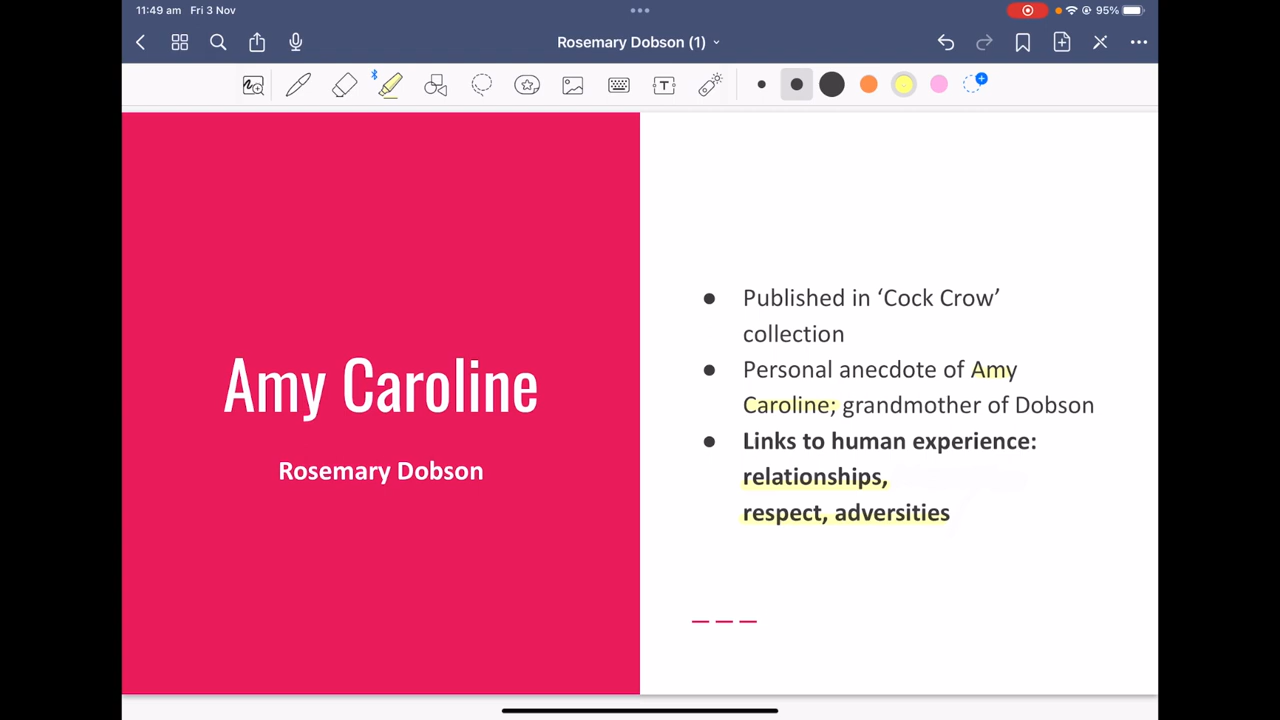 11:49 am Fri 3 Nov
95%
Rosemary Dobson (1)
T
Amy Caroline
Rosemary Dobson
● Published in ‘Cock Crow’
collection
● Personal anecdote of Amy
Caroline; grandmother of Dobson
● Links to human experience:
relationships,
respect, adversities